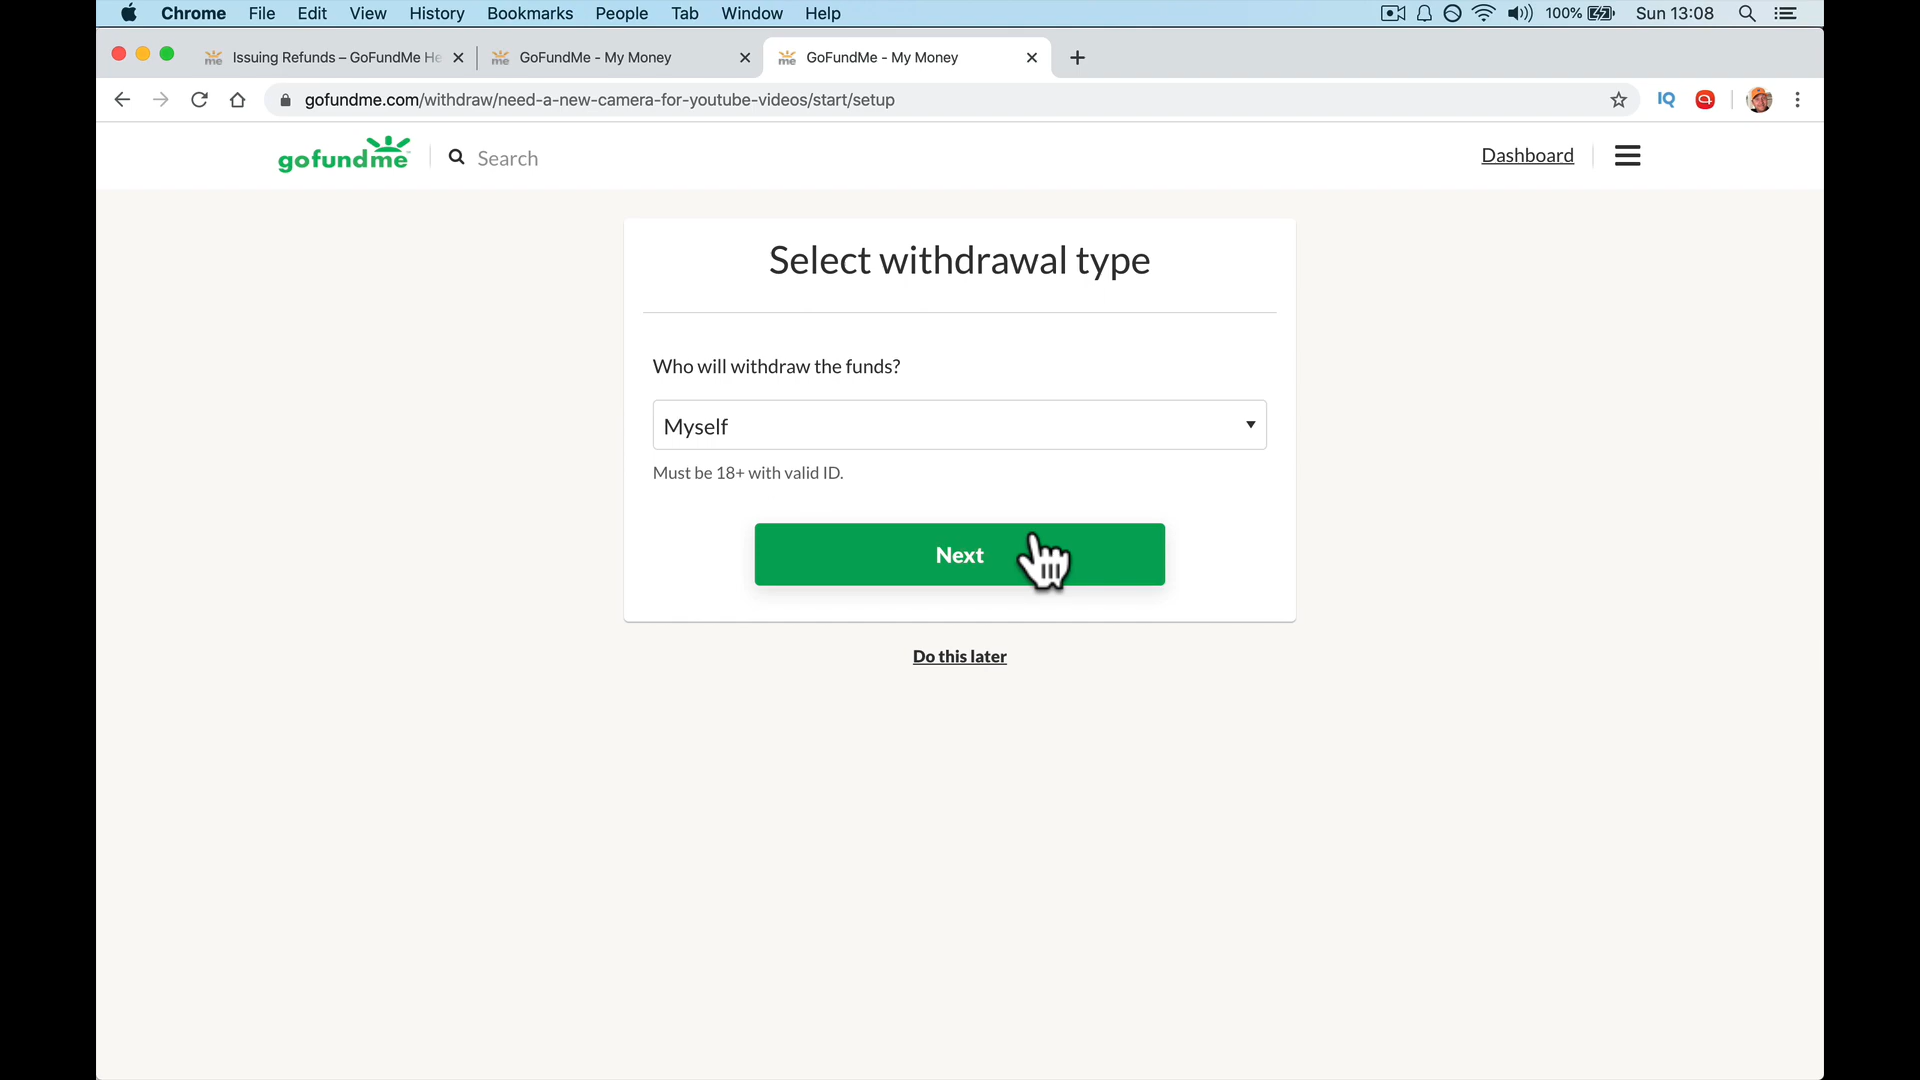 Chrome File Edit View History Bookmarks People Tab Window Help 100% Sun 13:08
Issuing Refunds – GoFundMe He GoFundMe - My Money GoFundMe - My Money
gofundme.com/withdraw/need-a-new-camera-for-youtube-videos/start/setup IQ
gofundme Search Dashboard
Select withdrawal type
Who will withdraw the funds?
Myself
Must be 18+ with valid ID.
Next
Do this later